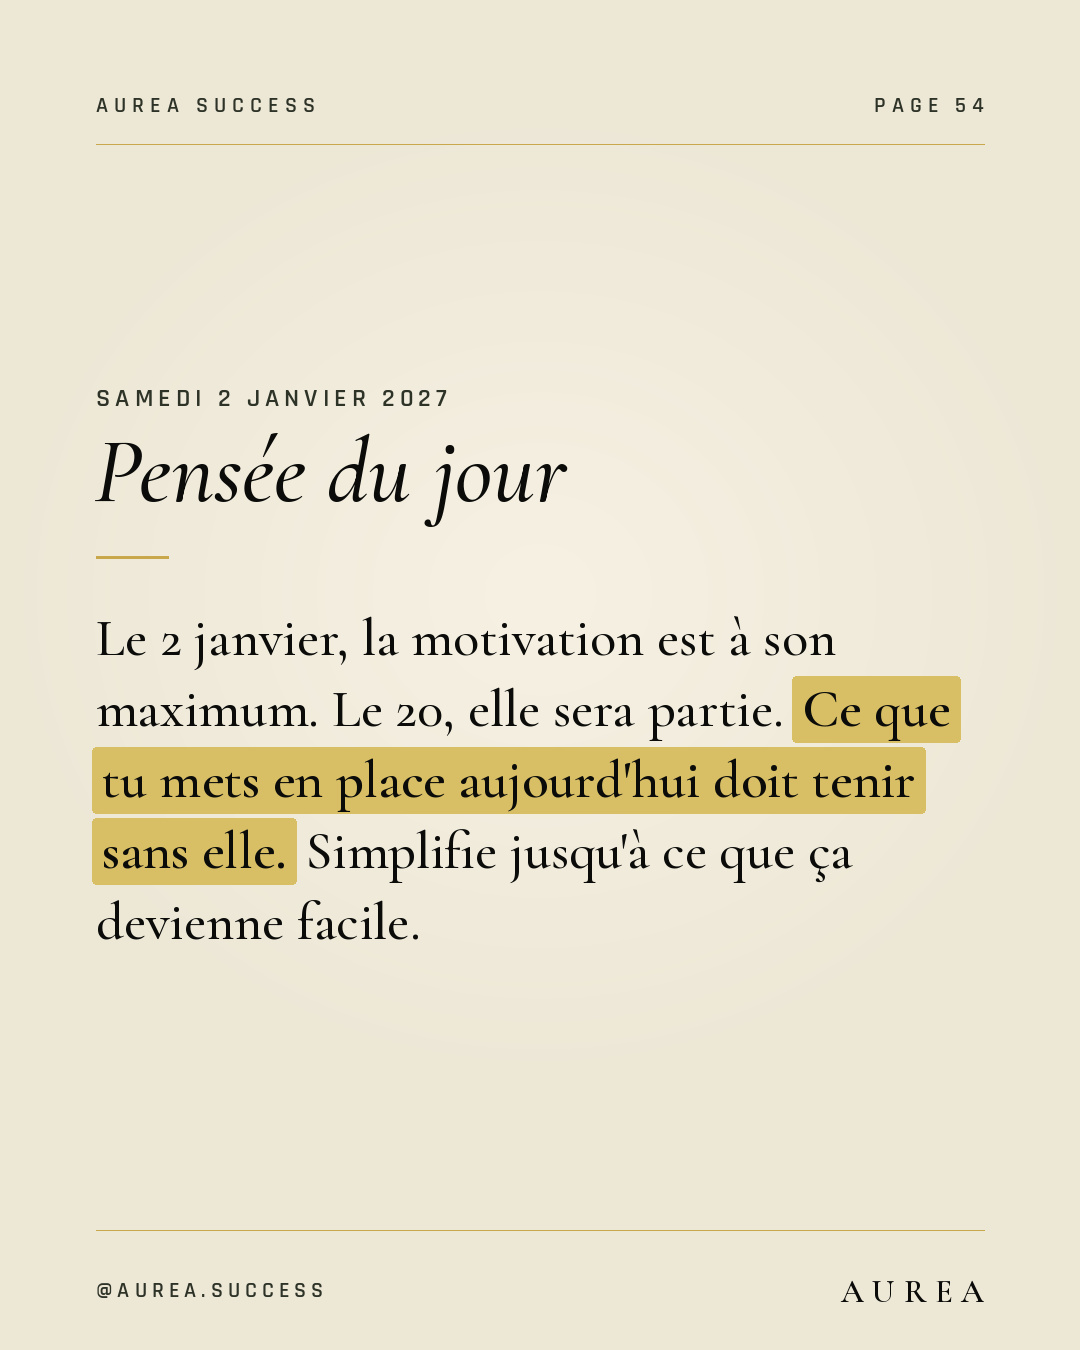 AUREA SUCCESS
PAGE 54
SAMEDI 2 JANVIER 2027
Pensée du jour
Le 2 janvier, la motivation est à son
maximum. Le 20, elle sera partie. Ce que
tu mets en place aujourd'hui doit tenir
sans elle. Simplifie jusqu'à ce que ça
devienne facile.
@AUREA.SUCCESS
AUREA